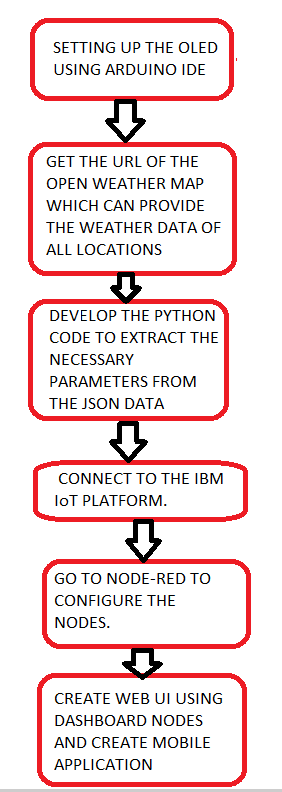 SETTING UP THE OLED
USING ARDUINO IDE
GET THE URL OF THE
OPEN WEATHER MAP
WHICH CAN PROVIDE
THE WEATHER DATA OF
ALL LOCATIONS
DEVELOP THE PYTHON
CODE TO EXTRACT THE
NECESSARY
PARAMETERS FROM
THE JSON DATA
CONNECT TO THE IBM
IoT PLATFORM.
GO TO NODE-RED TO
CONFIGURE THE
NODES.
CREATE WEB UI USING
DASHBOARD NODES
AND CREATE MOBILE
APPLICATION